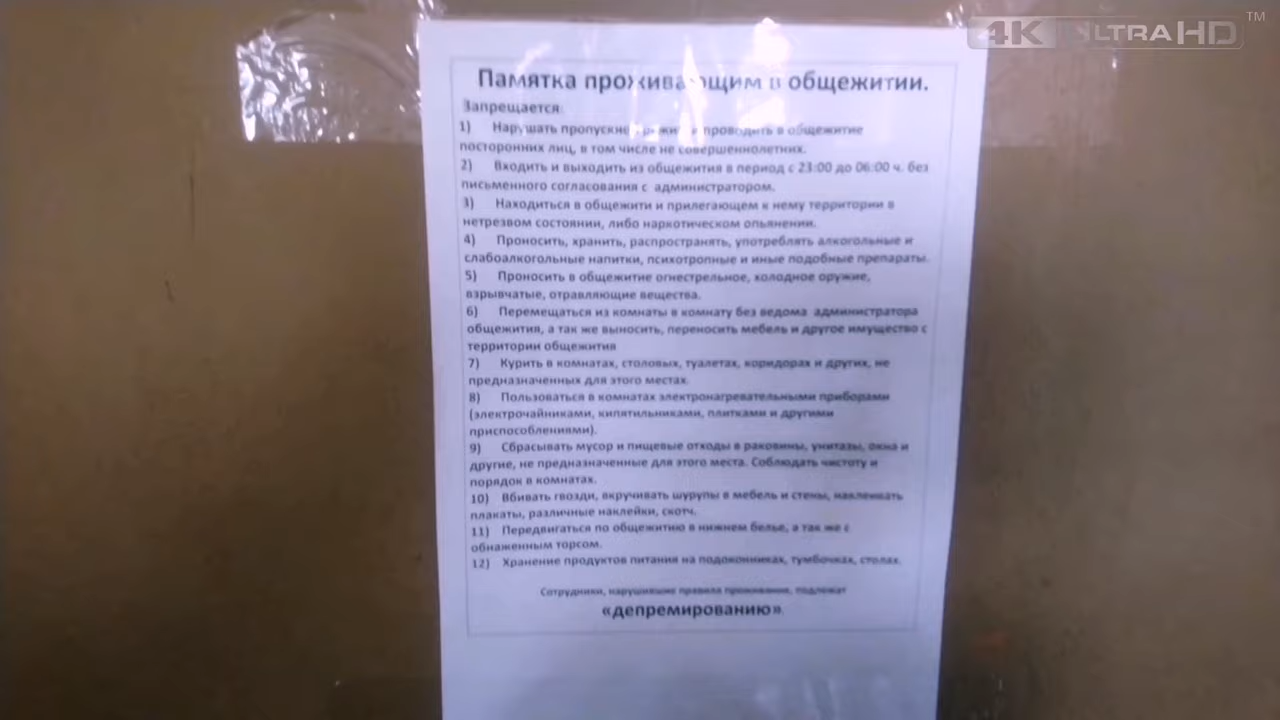 4K ULTRA HD™
Памятка проживающим в общежитии.
Запрещается:
1) Нарушать проводить в общежитие
посторонних лиц, в том числе не совершеннолетних.
2) Входить и выходить из общежития в период с 23:00 до 06:00 ч. без
письменного согласования с администратором.
3) Находиться в общежити и прилегающем к нему территории в
нетрезвом состоянии, либо наркотическом опьянении.
4) Проносить, хранить, распространять, употреблять алкогольные и
слабоалкогольные напитки, психотропные и иные подобные препараты.
5) Проносить в общежитие огнестрельное, холодное оружие,
взрывчатые, отравляющие вещества.
6) Перемещаться из комнаты в комнату без ведома администратора
общежития, а так же выносить, переносить мебель и другое имущество с
территории общежития
7) Курить в комнатах, столовых, туалетах, коридорах и других, не
предназначенных для этого местах.
8) Пользоваться в комнатах электронагревательными приборами
(электрочайниками, кипятильниками, плитками и другими
приспособлениями).
9) Сбрасывать мусор и пищевые отходы в раковины, унитазы, окна и
другие, не предназначенные для этого места. Соблюдать чистоту и
порядок в комнатах.
10) Вбивать гвозди, вкручивать шурупы в мебель и стены, наклеивать
плакаты, различные наклейки, скотч.
11) Передвигаться по общежитию в нижнем белье, а так же с
обнаженным торсом.
12) Хранение продуктов питания на подоконниках, тумбочках, столах.
Сотрудники, нарушившие правила проживания, подлежат
«депремированию».